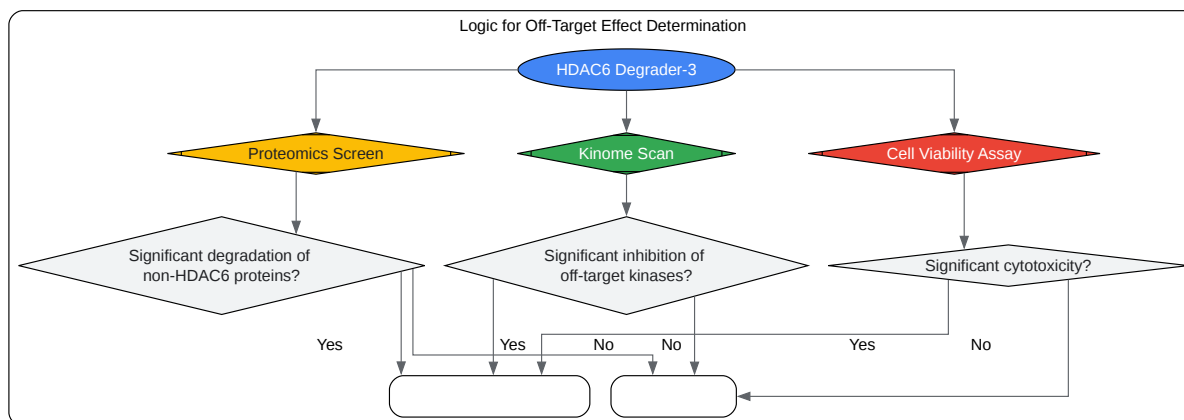 Logic for Off-Target Effect Determination
HDAC6 Degrader-3
Proteomics Screen
Kinome Scan
Cell Viability Assay
Significant degradation of
non-HDAC6 proteins?
Significant inhibition of
off-target kinases?
Significant cytotoxicity?
Yes
Yes
No
No
Yes
No